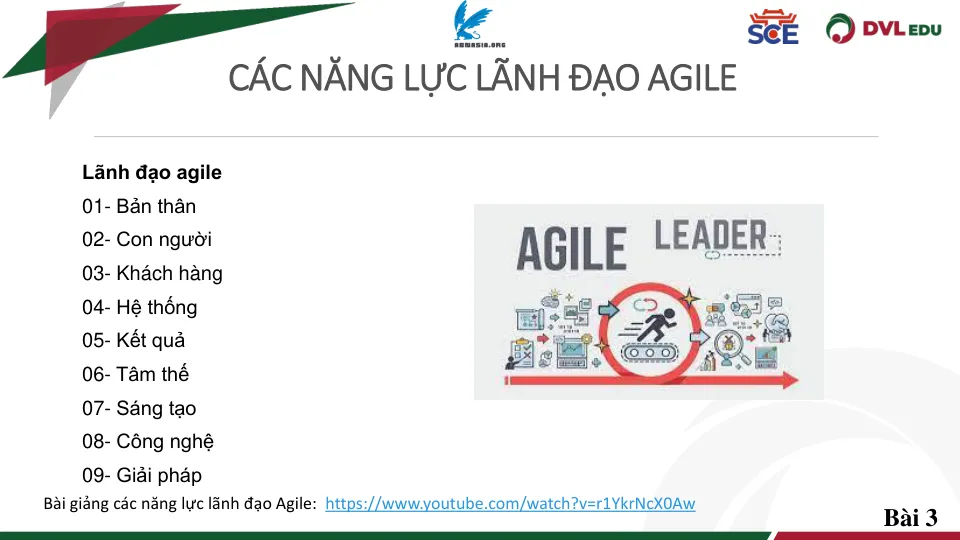 AGNASIA.ORG
SCE
DVL EDU
CÁC NĂNG LỰC LÃNH ĐẠO AGILE
Lãnh đạo agile
01- Bản thân
02- Con người
03- Khách hàng
04- Hệ thống
05- Kết quả
06- Tâm thế
07- Sáng tạo
08- Công nghệ
09- Giải pháp
AGILE LEADER
Bài giảng các năng lực lãnh đạo Agile: https://www.youtube.com/watch?v=r1YkrNcX0Aw
Bài 3